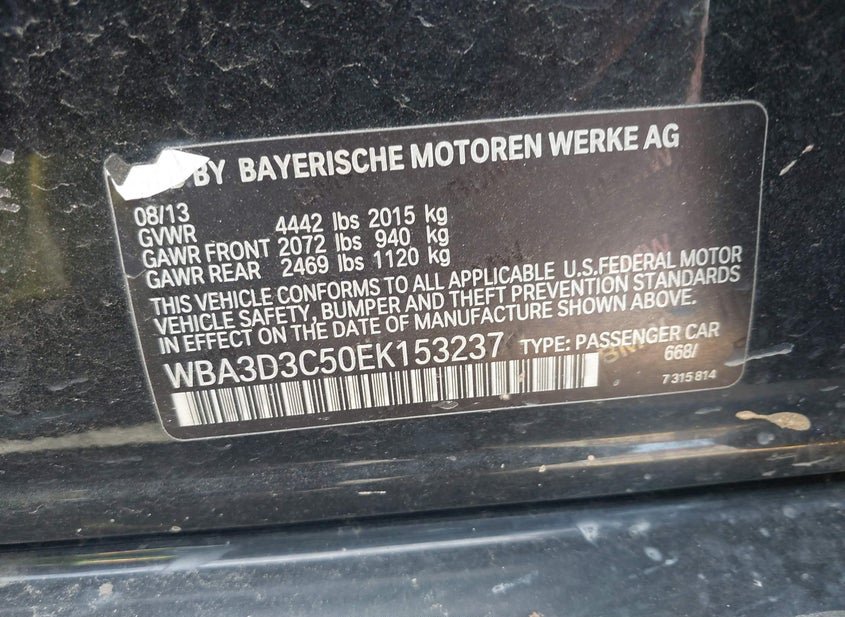 BY BAYERISCHE MOTOREN WERKE AG
08/13
GVWR 4442 lbs 2015 kg
GAWR FRONT 2072 lbs 940 kg
GAWR REAR 2469 lbs 1120 kg
THIS VEHICLE CONFORMS TO ALL APPLICABLE U.S.FEDERAL MOTOR
VEHICLE SAFETY, BUMPER AND THEFT PREVENTION STANDARDS
IN EFFECT ON THE DATE OF MANUFACTURE SHOWN ABOVE.
WBA3D3C50EK153237 TYPE: PASSENGER CAR
668/
7 315 814